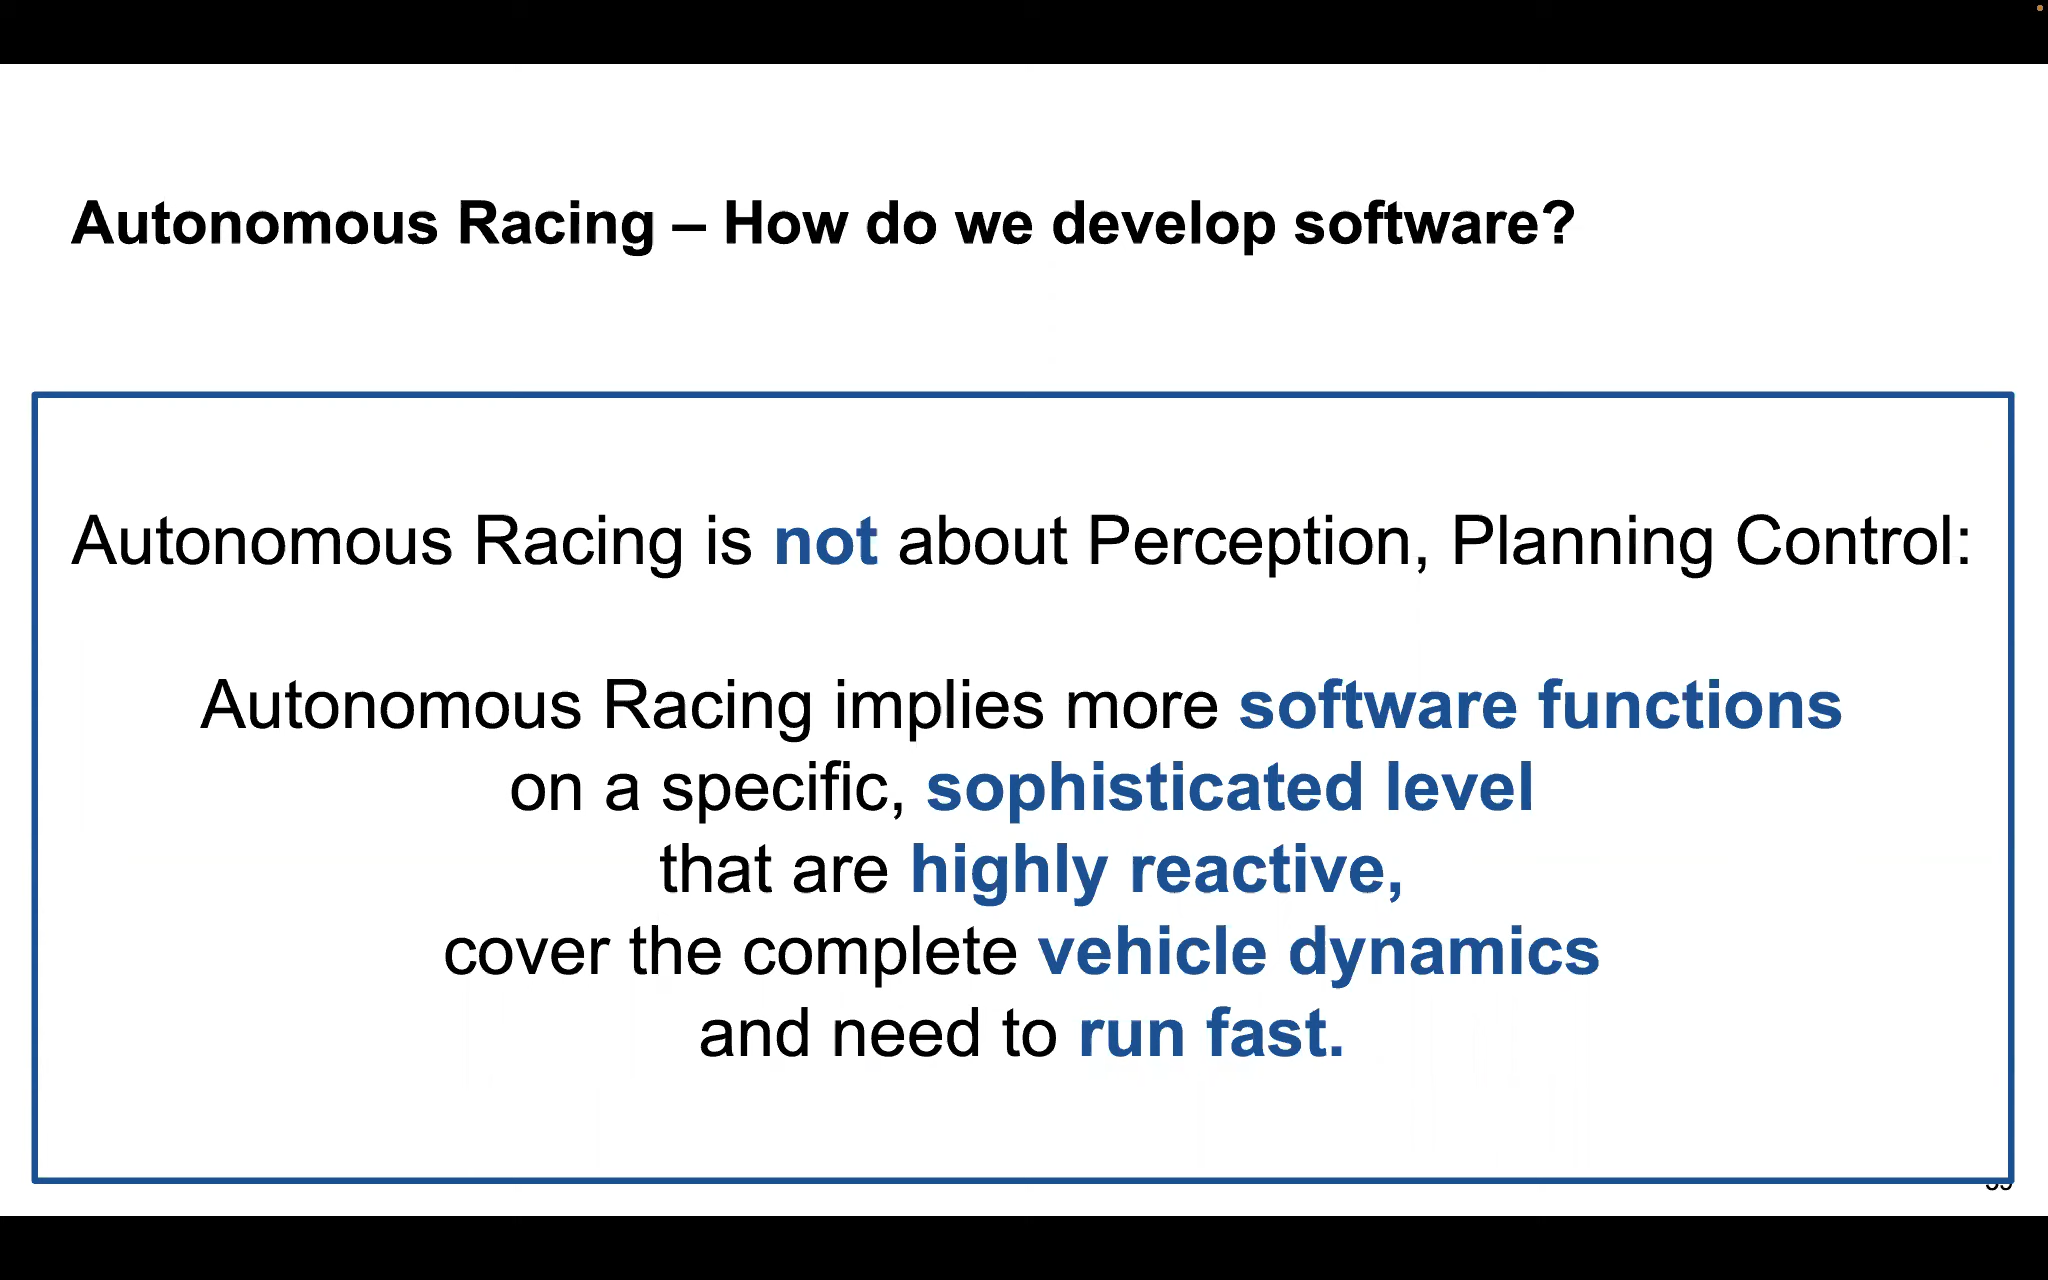 Autonomous Racing – How do we develop software?
Autonomous Racing is not about Perception, Planning Control:
Autonomous Racing implies more software functions
on a specific, sophisticated level
that are highly reactive,
cover the complete vehicle dynamics
and need to run fast.